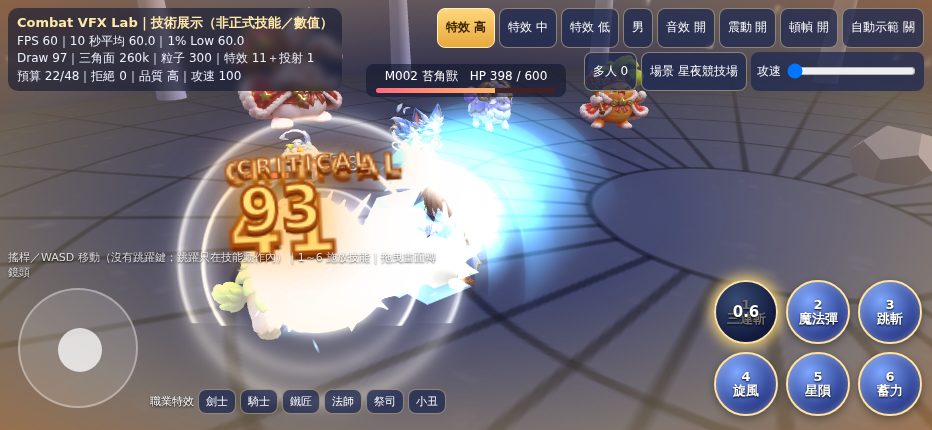 Combat VFX Lab｜技術展示（非正式技能／數值）
FPS 60｜10 秒平均 60.0｜1% Low 60.0
Draw 97｜三角面 260k｜粒子 300｜特效 11＋投射 1
預算 22/48｜拒絕 0｜品質 高｜攻速 100
特效 高
特效 中
特效 低
男
音效 開
震動 開
頓幀 開
自動示範 關
M002 苔角獸 HP 398 / 600
多人 0
場景 星夜競技場
攻速
CRITICAL
93
41
搖桿／WASD 移動（沒有跳躍鍵；跳躍只在技能動作內）｜1～6 施放技能｜拖曳畫面轉
鏡頭
1
三連斬
0.6
2
魔法彈
3
跳斬
4
旋風
5
星隕
6
蓄力
職業特效
劍士
騎士
鐵匠
法師
祭司
小丑